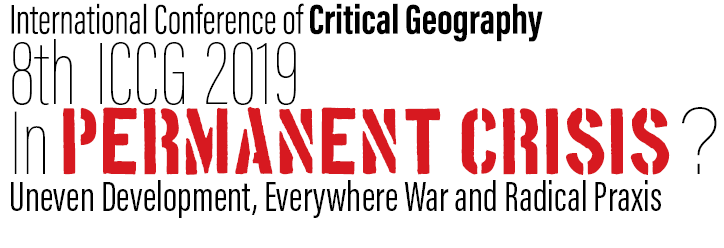 International Conference of Critical Geography
8th ICCG 2019
In PERMANENT CRISIS ?
Uneven Development, Everywhere War and Radical Praxis